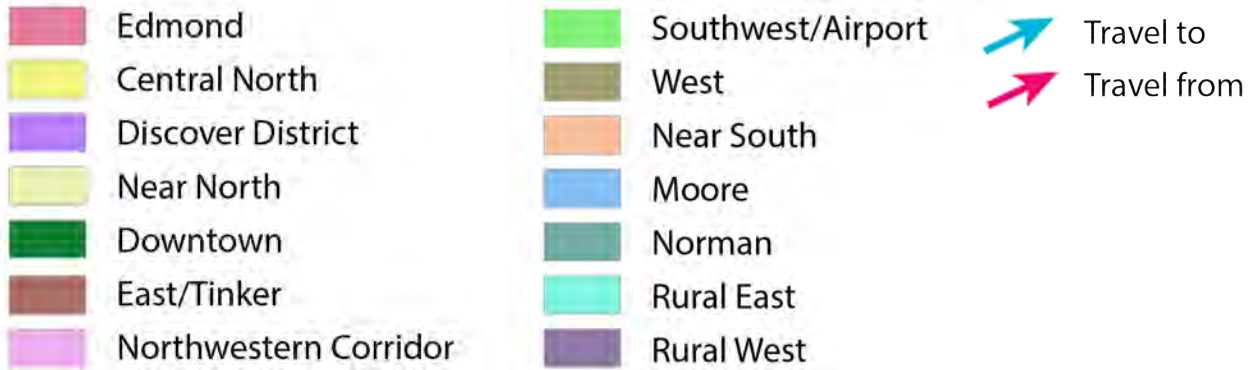 Edmond
Central North
Discover District
Near North
Downtown
East/Tinker
Northwestern Corridor
Southwest/Airport
West
Near South
Moore
Norman
Rural East
Rural West
Travel to
Travel from